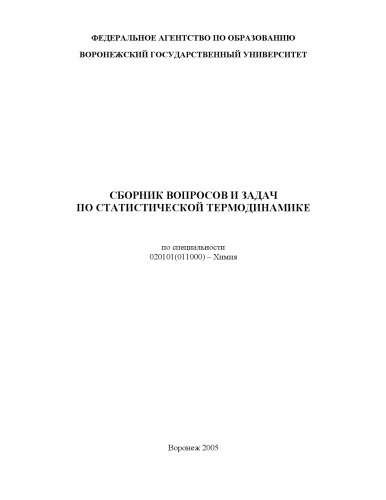 ФЕДЕРАЛЬНОЕ АГЕНТСТВО ПО ОБРАЗОВАНИЮ
ВОРОНЕЖСКИЙ ГОСУДАРСТВЕННЫЙ УНИВЕРСИТЕТ
СБОРНИК ВОПРОСОВ И ЗАДАЧ
ПО СТАТИСТИЧЕСКОЙ ТЕРМОДИНАМИКЕ
по специальности
020101(011000) – Химия
Воронеж 2005